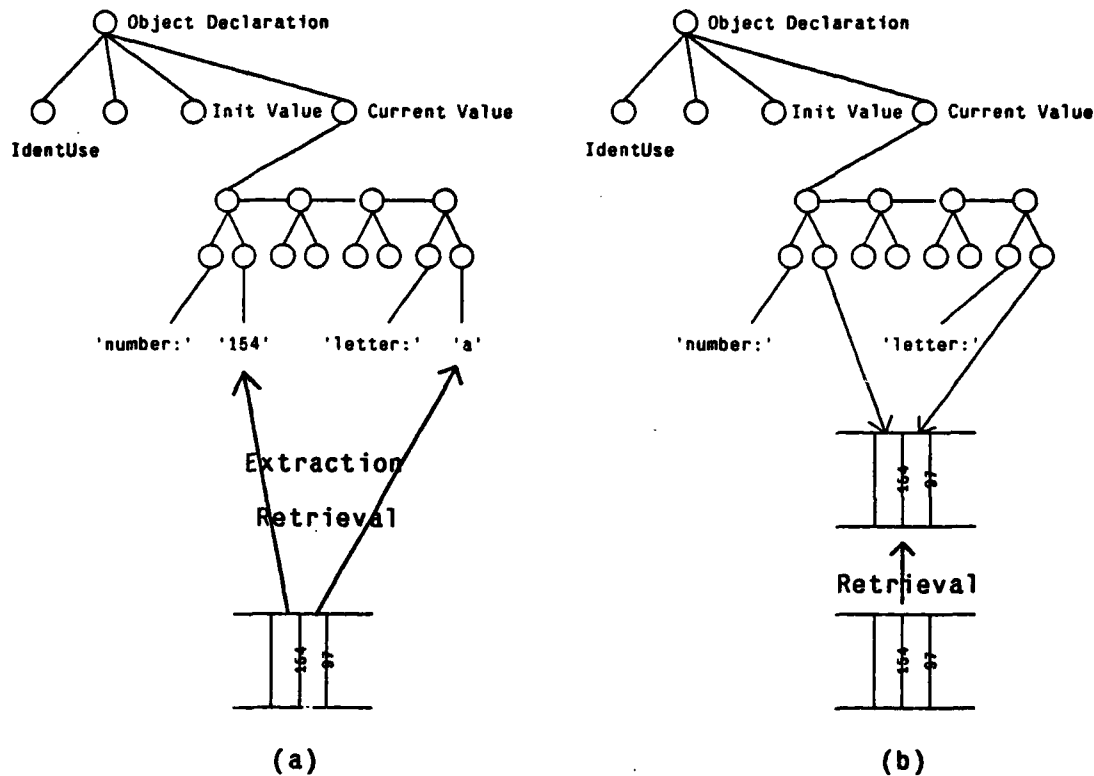 Object Declaration
Init Value
Current Value
IdentUse
'number:' '154' 'letter:' 'a'
Extraction
Retrieval
154
97
(a)
Object Declaration
Init Value
Current Value
IdentUse
'number:' 'letter:'
154
97
Retrieval
154
97
(b)